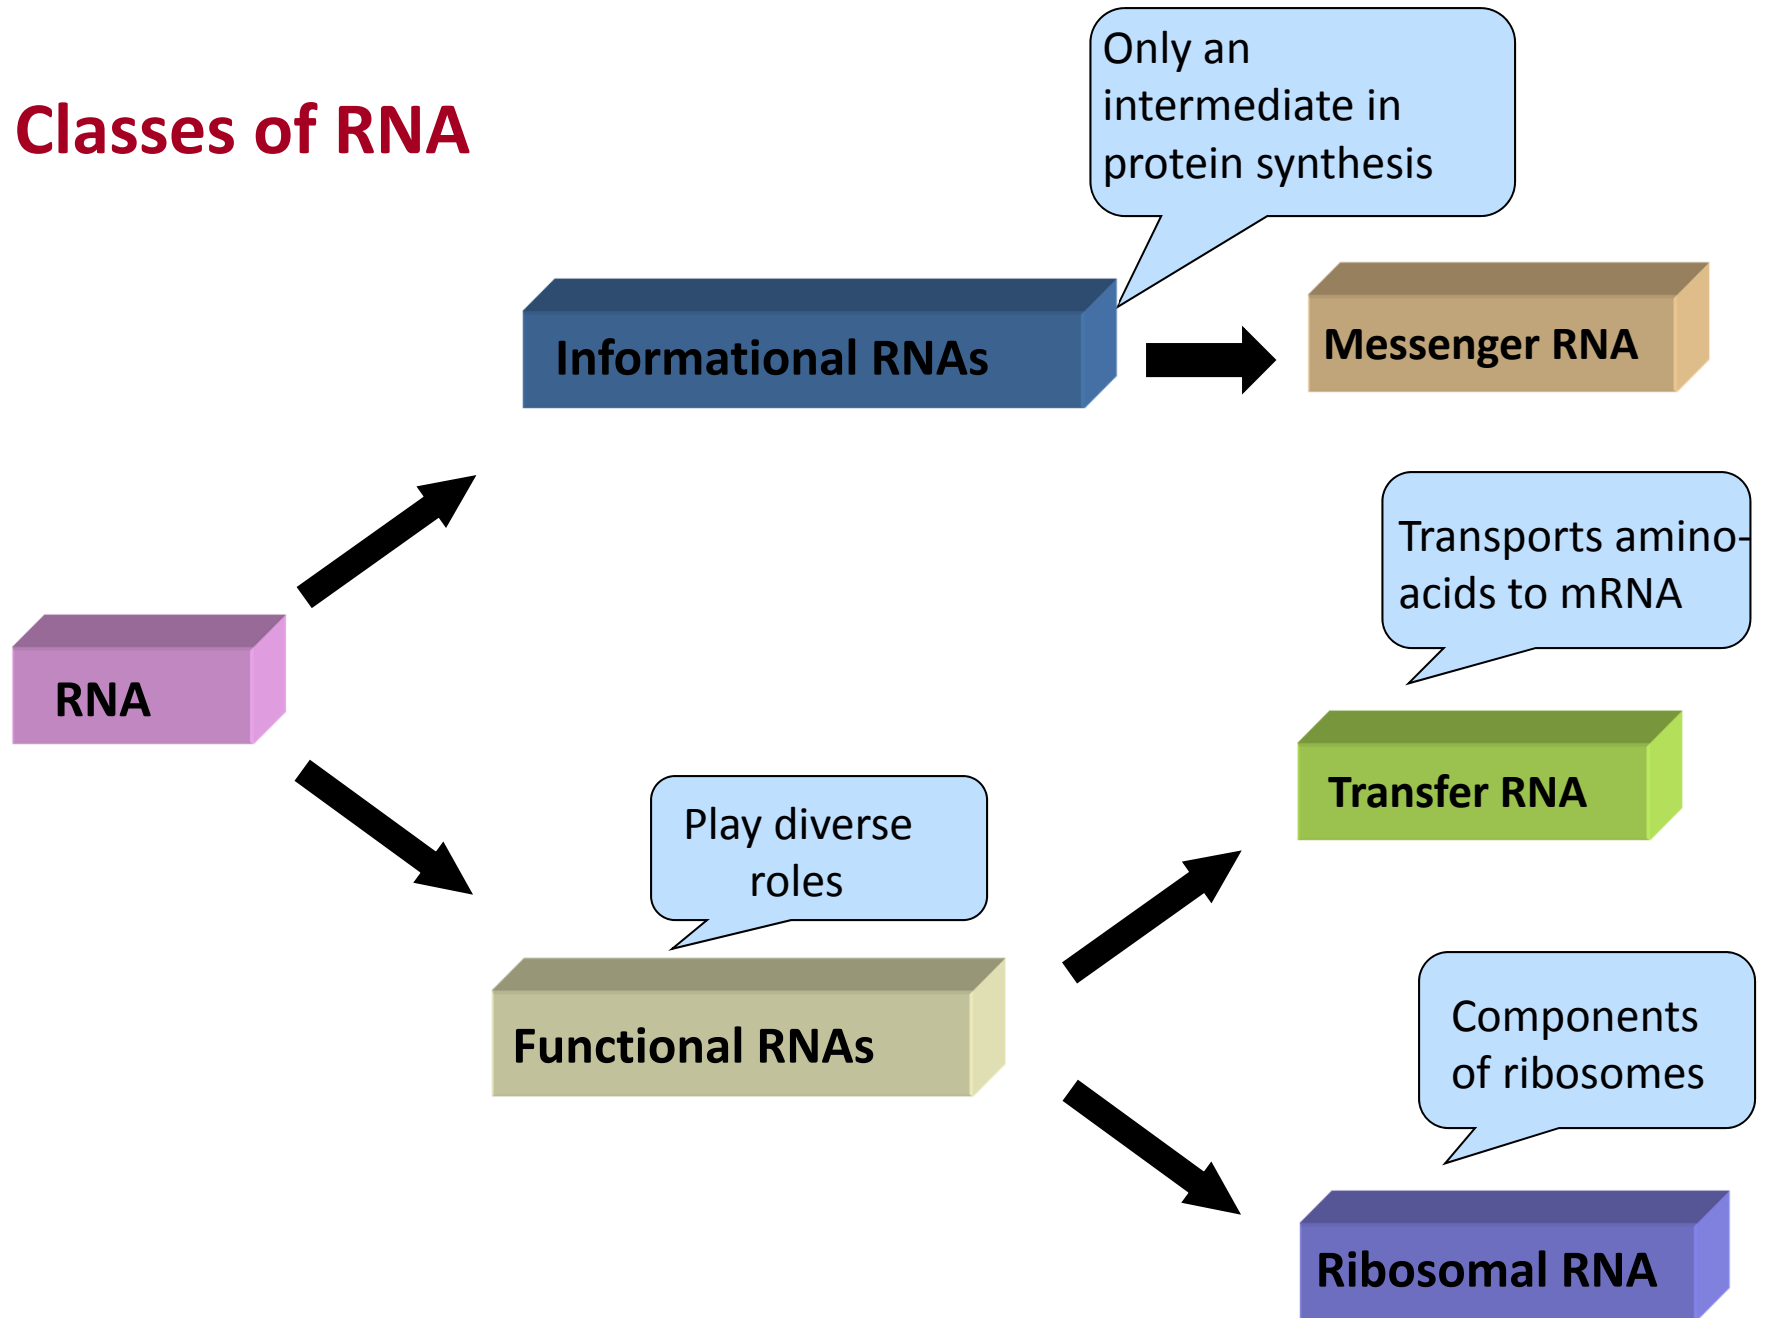 Classes of RNA
Only an
intermediate in
protein synthesis
Informational RNAs
Messenger RNA
Transports amino-
acids to mRNA
RNA
Transfer RNA
Play diverse
roles
Functional RNAs
Components
of ribosomes
Ribosomal RNA